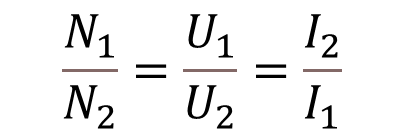 N₁/N₂ = U₁/U₂ = I₂/I₁